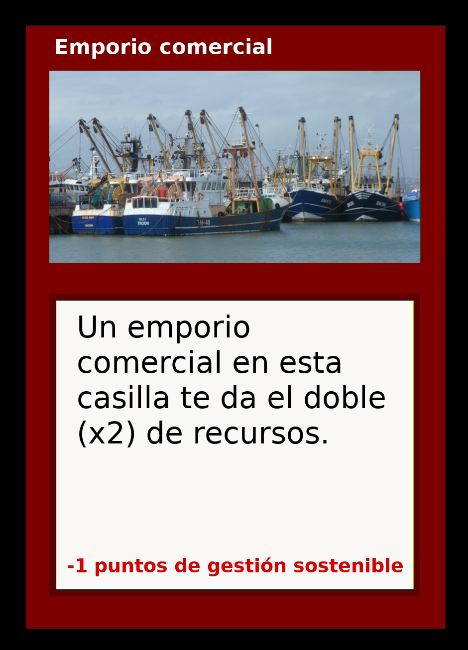 Emporio comercial
Un emporio
comercial en esta
casilla te da el doble
(x2) de recursos.
-1 puntos de gestión sostenible